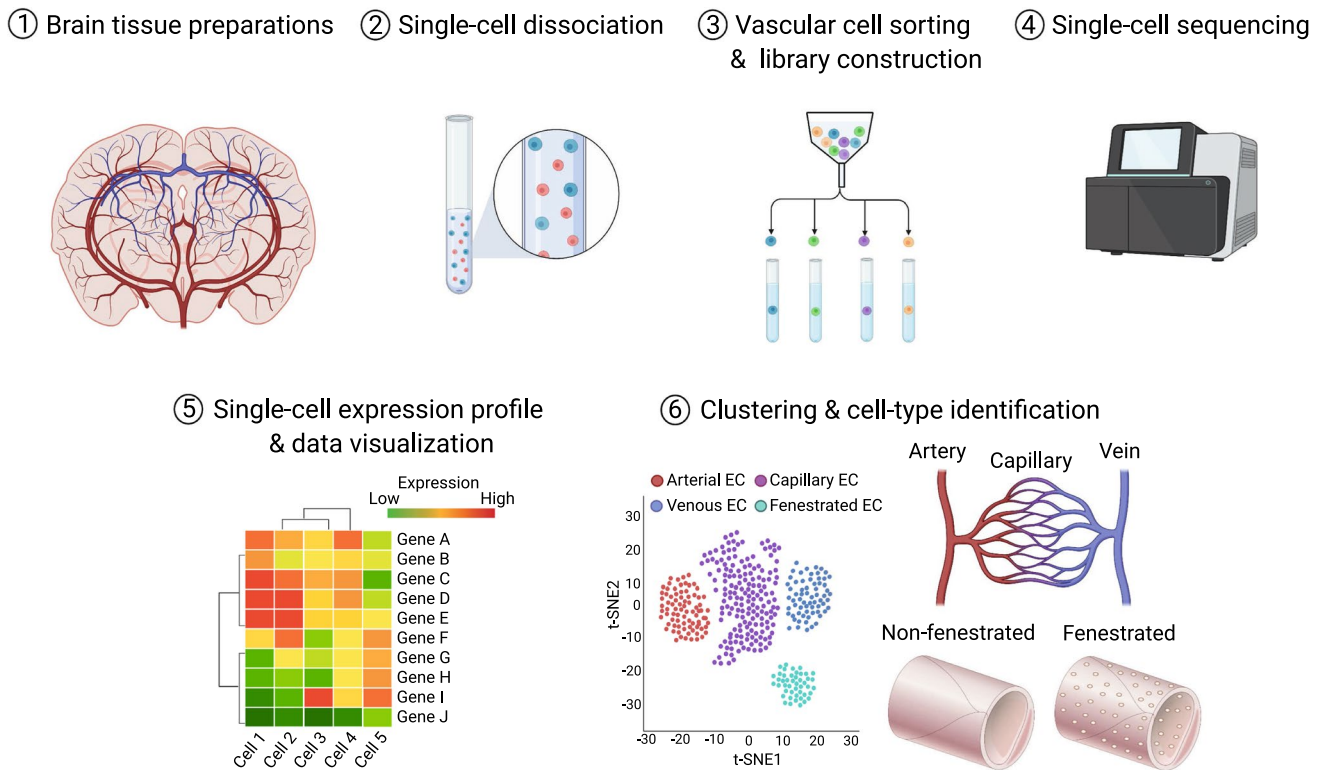 ① Brain tissue preparations
② Single-cell dissociation
③ Vascular cell sorting
& library construction
④ Single-cell sequencing
⑤ Single-cell expression profile
& data visualization
Expression
Low High
Gene A
Gene B
Gene C
Gene D
Gene E
Gene F
Gene G
Gene H
Gene I
Gene J
Cell 1 Cell 2 Cell 3 Cell 4 Cell 5
⑥ Clustering & cell-type identification
Arterial EC Capillary EC
Venous EC Fenestrated EC
t-SNE2
30
20
10
0
-10
-20
-30
-30 -20 -10 0 10 20 30
t-SNE1
Artery Capillary Vein
Non-fenestrated Fenestrated